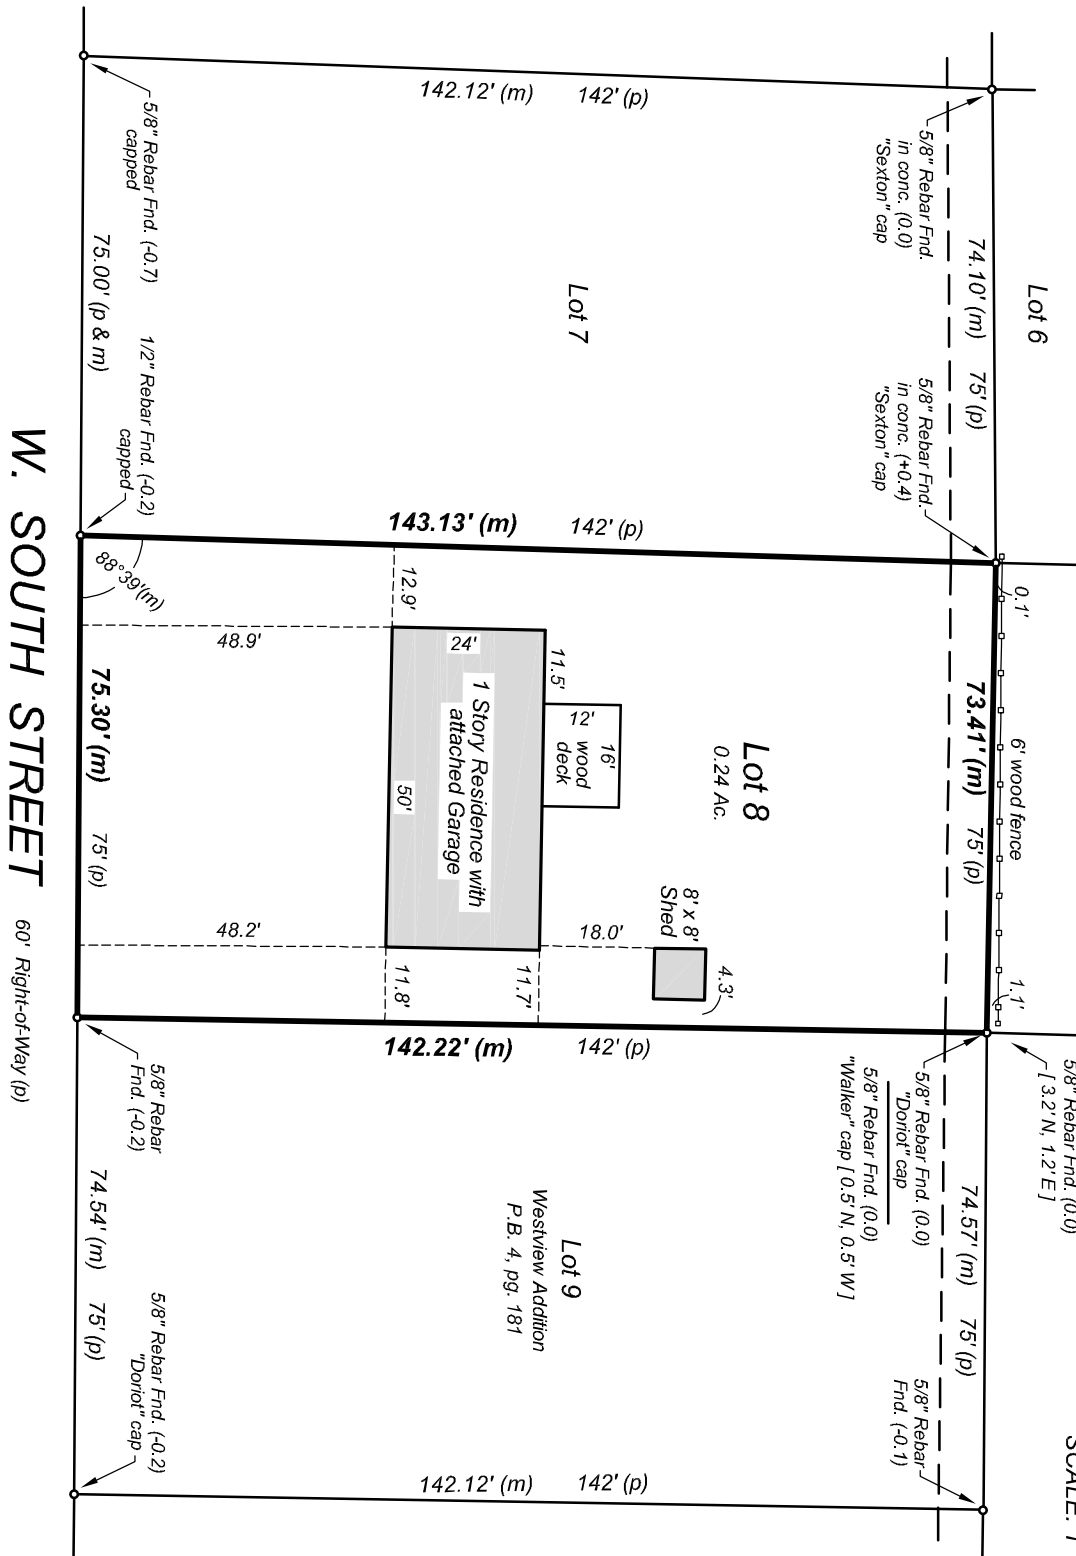 142.12' (m) 142' (p)
5/8" Rebar Fnd. (-0.7)
capped
5/8" Rebar Fnd.
in conc. (0.0)
"Sexton" cap
74.10' (m) 75' (p)
Lot 6
75.00' (p & m)
Lot 7
1/2" Rebar Fnd. (-0.2)
capped
5/8" Rebar Fnd.
in conc. (+0.4)
"Sexton" cap
143.13' (m) 142' (p)
88°39'(m)
12.9'
0.1'
48.9'
24'
11.5'
1 Story Residence with
attached Garage
50'
16'
12'
wood
deck
Lot 8
0.24 Ac.
73.41' (m) 75' (p)
6' wood fence
75.30' (m) 75' (p)
8' x 8'
Shed
48.2'
18.0'
11.8'
11.7'
4.3'
1.1'
142.22' (m) 142' (p)
W. SOUTH STREET 60' Right-of-Way (p)
5/8" Rebar
Fnd. (-0.2)
5/8" Rebar Fnd. (0.0)
[ 3.2' N, 1.2' E ]
5/8" Rebar Fnd. (0.0)
"Doriot" cap
5/8" Rebar Fnd. (0.0)
"Walker" cap [ 0.5' N, 0.5' W ]
74.54' (m) 75' (p)
Lot 9
Westview Addition
P.B. 4, pg. 181
74.57' (m) 75' (p)
5/8" Rebar Fnd. (-0.2)
"Doriot" cap
5/8" Rebar
Fnd. (-0.1)
142.12' (m) 142' (p)
SCALE: 1